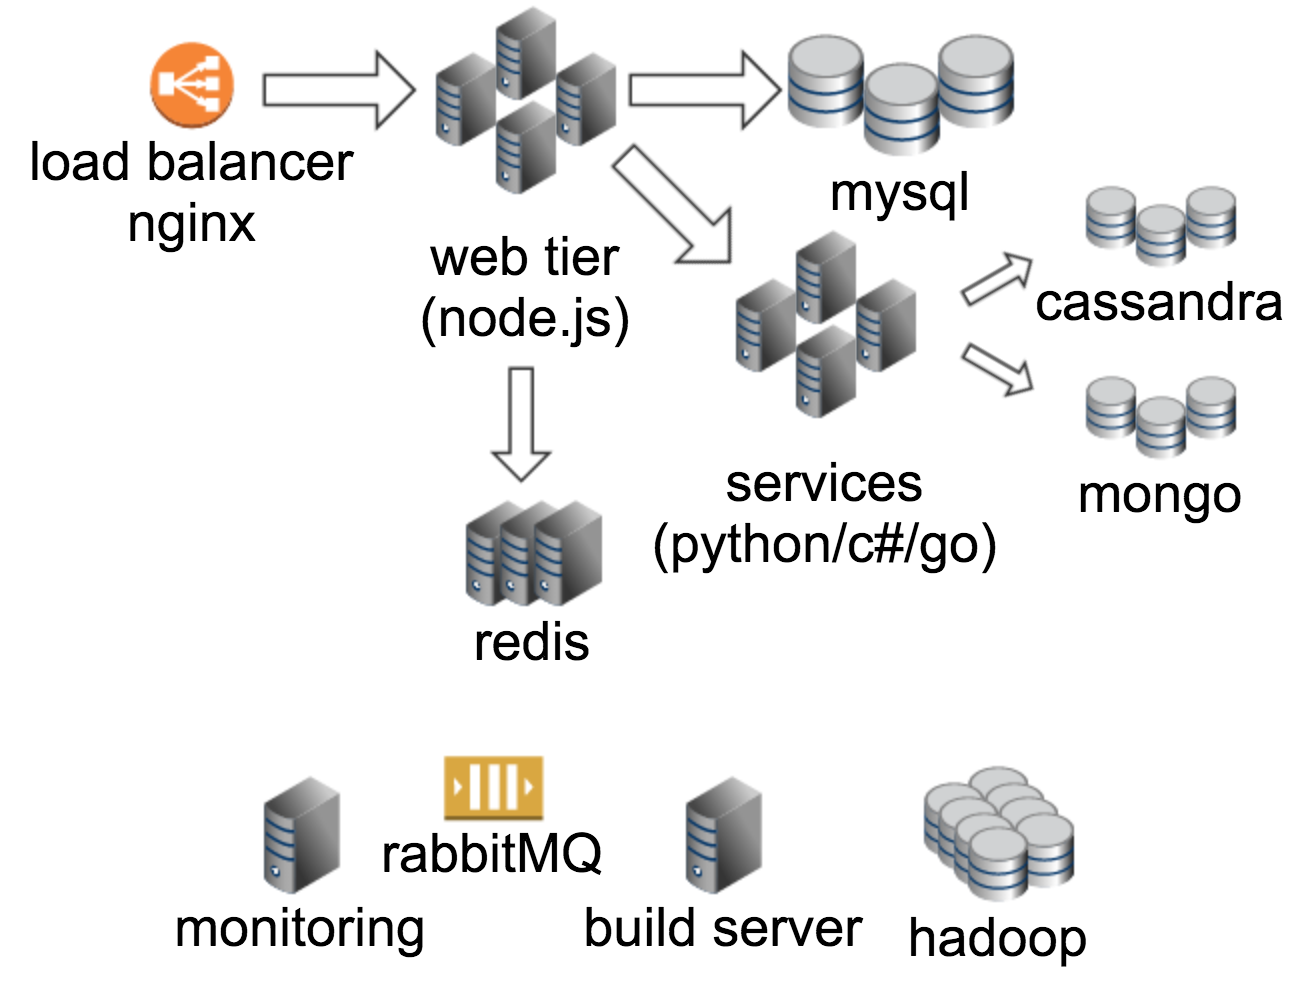 load balancer
nginx
web tier
(node.js)
mysql
cassandra
mongo
services
(python/c#/go)
redis
monitoring
rabbitMQ
build server
hadoop